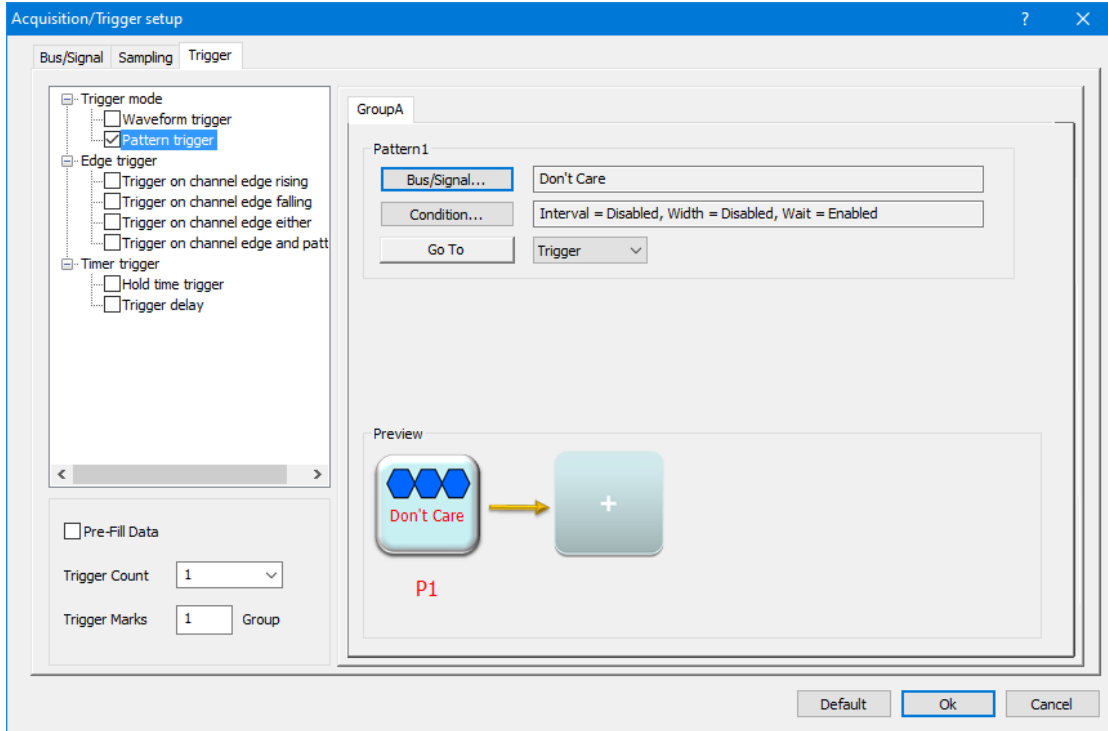 Acquisition/Trigger setup
Bus/Signal Sampling Trigger
Trigger mode
Waveform trigger
Pattern trigger
Edge trigger
Trigger on channel edge rising
Trigger on channel edge falling
Trigger on channel edge either
Trigger on channel edge and patt
Timer trigger
Hold time trigger
Trigger delay
Pre-Fill Data
Trigger Count 1
Trigger Marks 1 Group
GroupA
Pattern1
Bus/Signal... Don't Care
Condition... Interval = Disabled, Width = Disabled, Wait = Enabled
Go To Trigger
Preview
Don't Care
P1
Default Ok Cancel